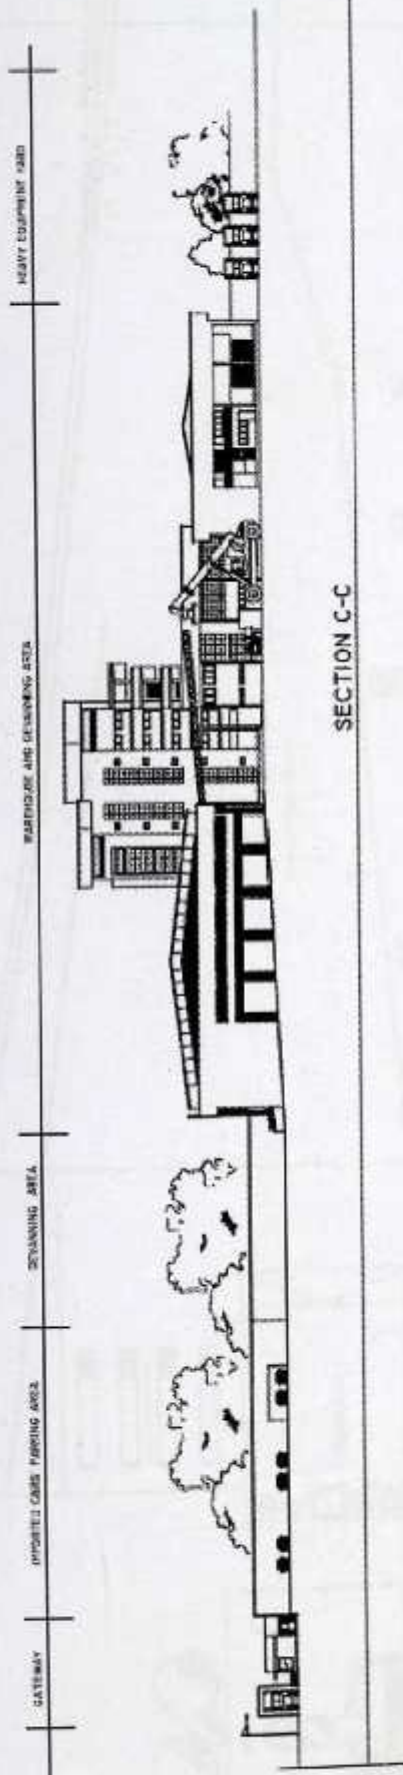 GATEWAY
IMPORTED CARS PARKING AREA
DEVANNING AREA
WAREHOUSE AND DEVANNING AREA
HEAVY EQUIPMENT YARD
SECTION C-C